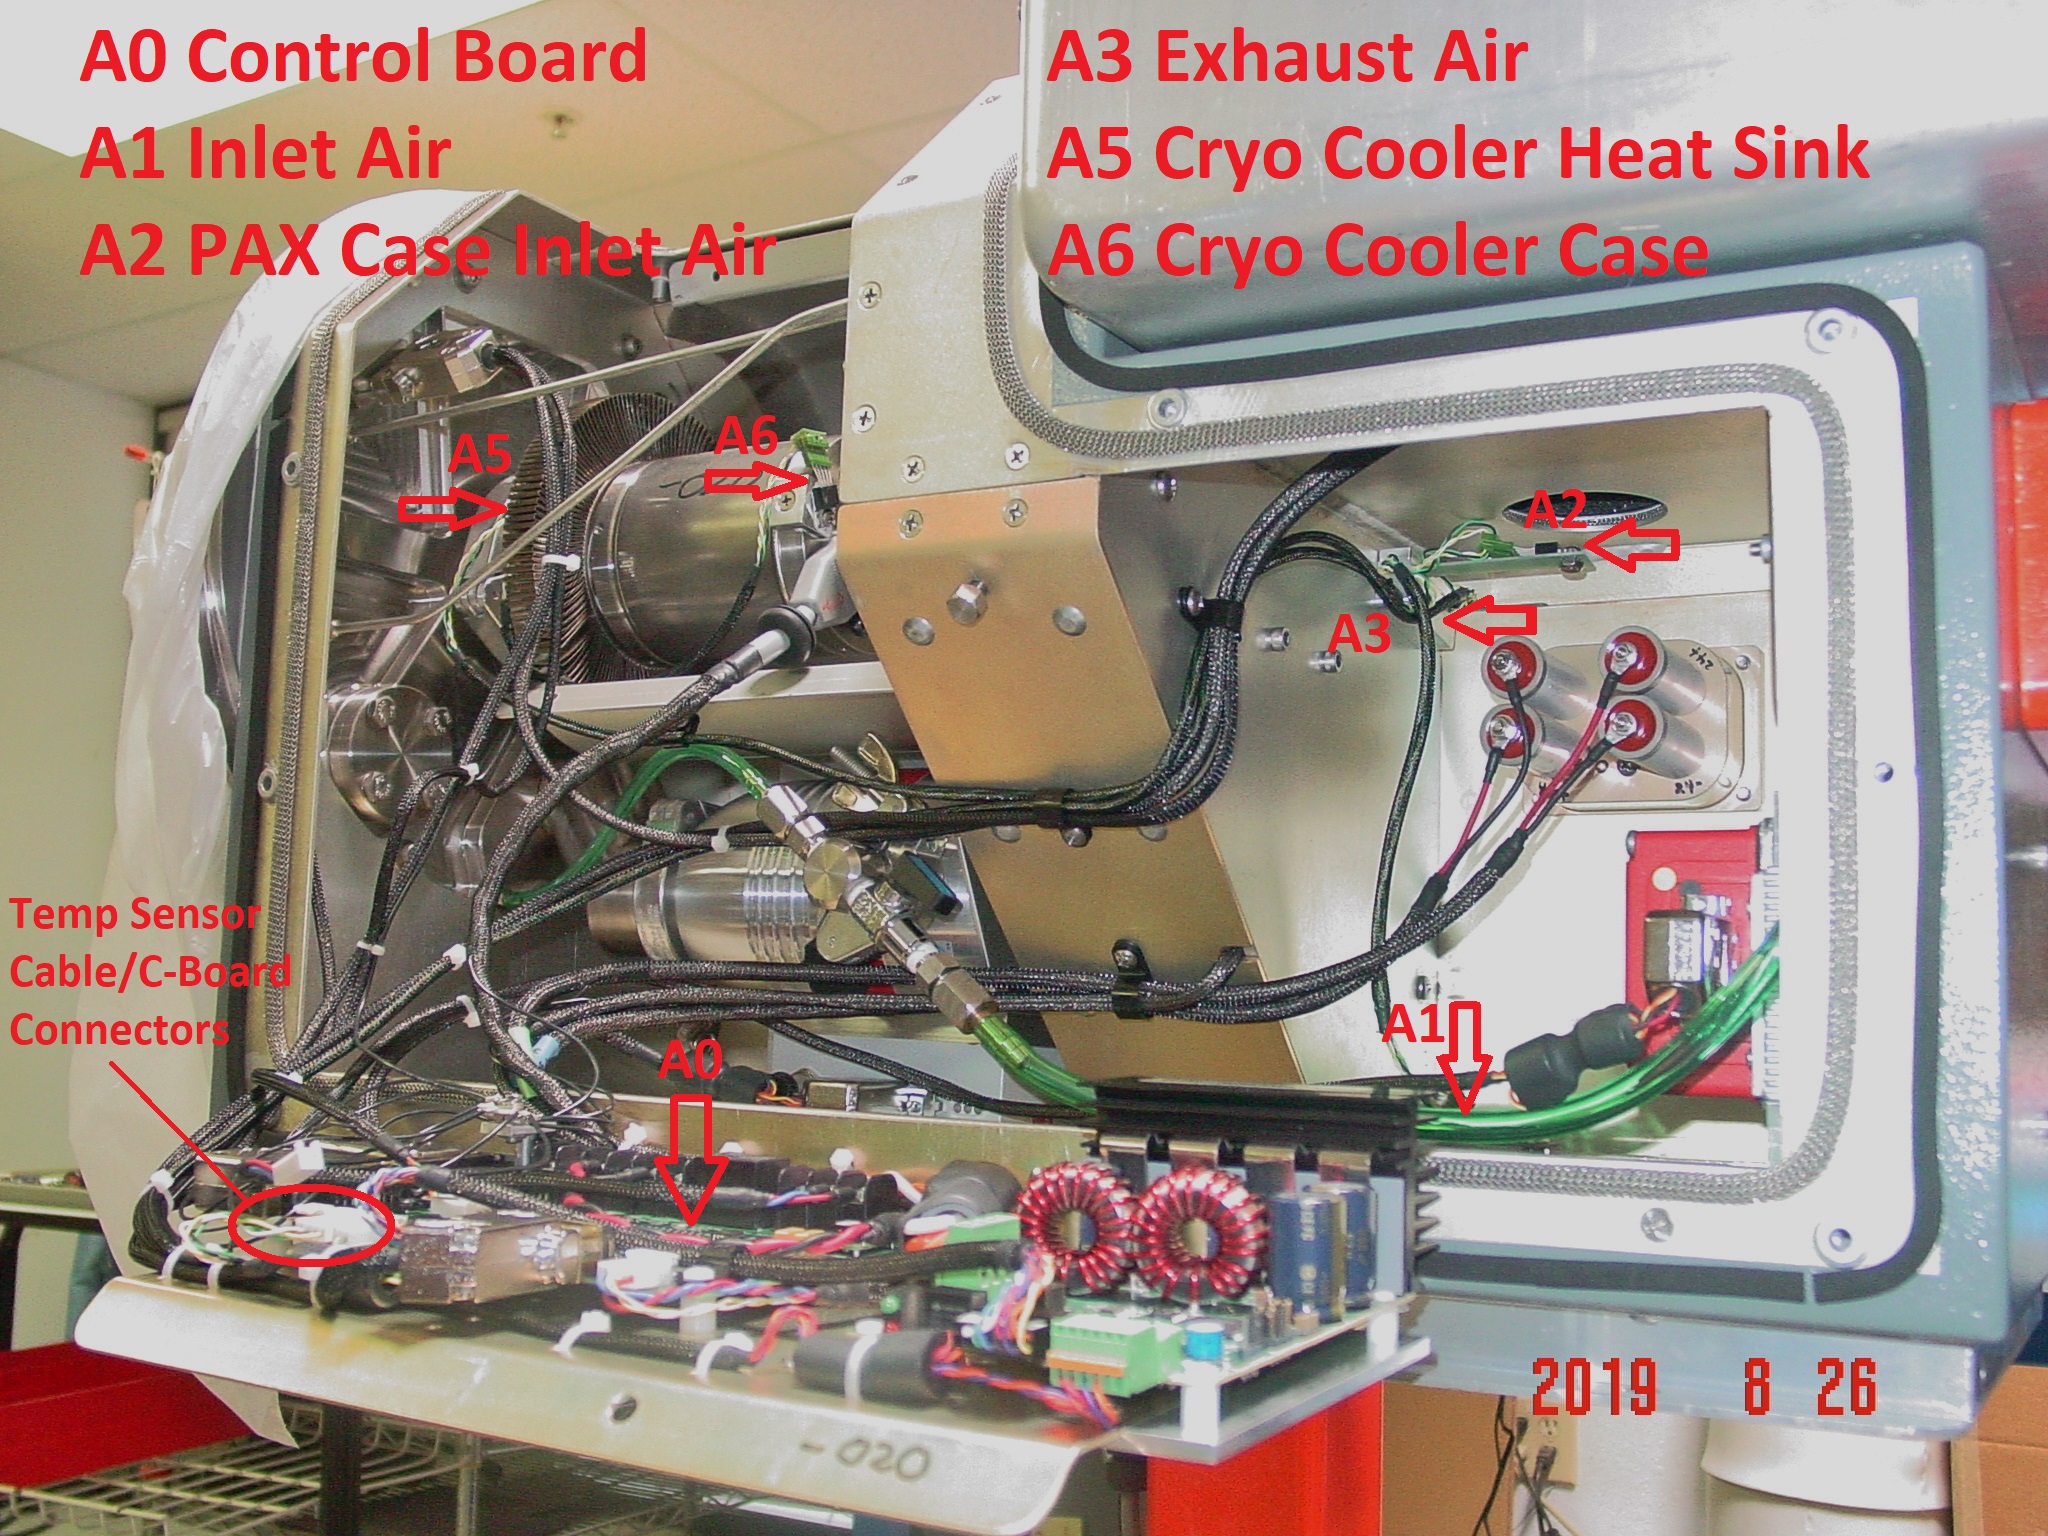 A0 Control Board
A1 Inlet Air
A2 PAX Case Inlet Air
A3 Exhaust Air
A5 Cryo Cooler Heat Sink
A6 Cryo Cooler Case
A5
A6
A2
A3
Temp Sensor
Cable/C-Board
Connectors
A1
A0
2019 8 26
-020